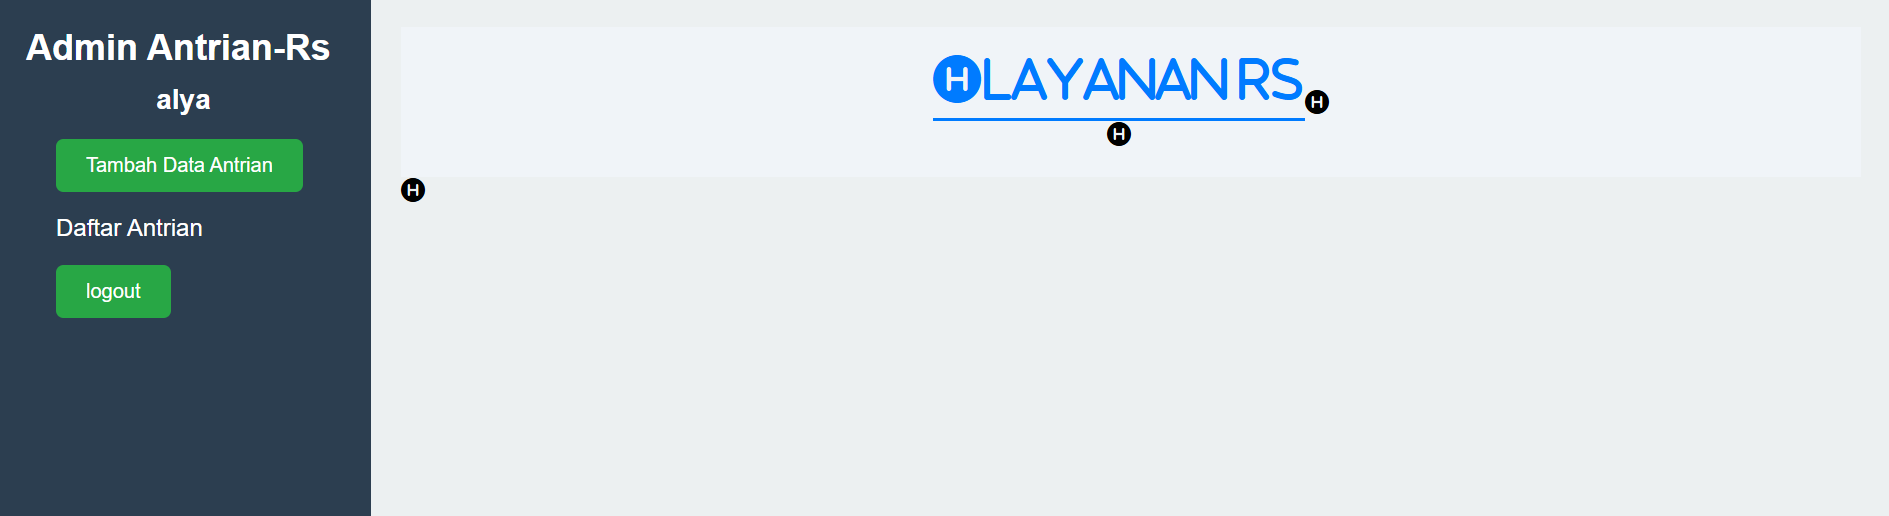 Admin Antrian-Rs
alya
Tambah Data Antrian
Daftar Antrian
logout
H LAYANAN RS
H
H
H